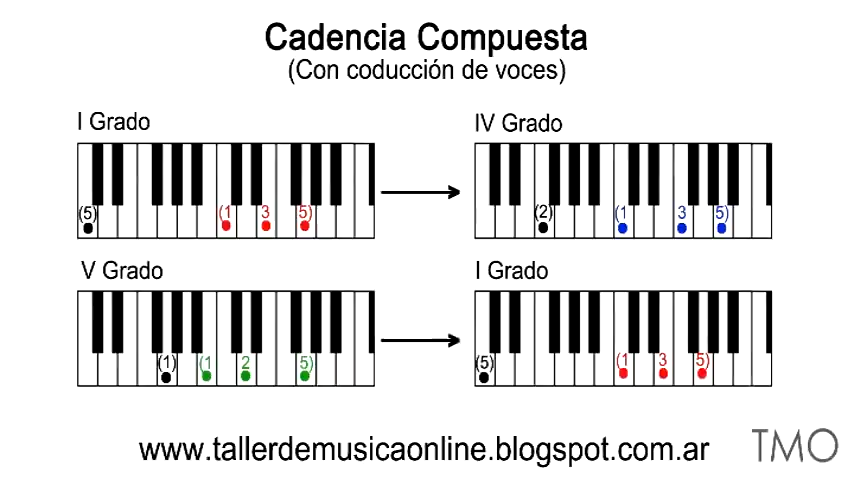 Cadencia Compuesta
(Con coducción de voces)
I Grado
IV Grado
(5) (1 3 5)
(2) (1 3 5)
V Grado
I Grado
(1) (1 2 5)
(5) (1 3 5)
www.tallerdemusicaonline.blogspot.com.ar
TMO